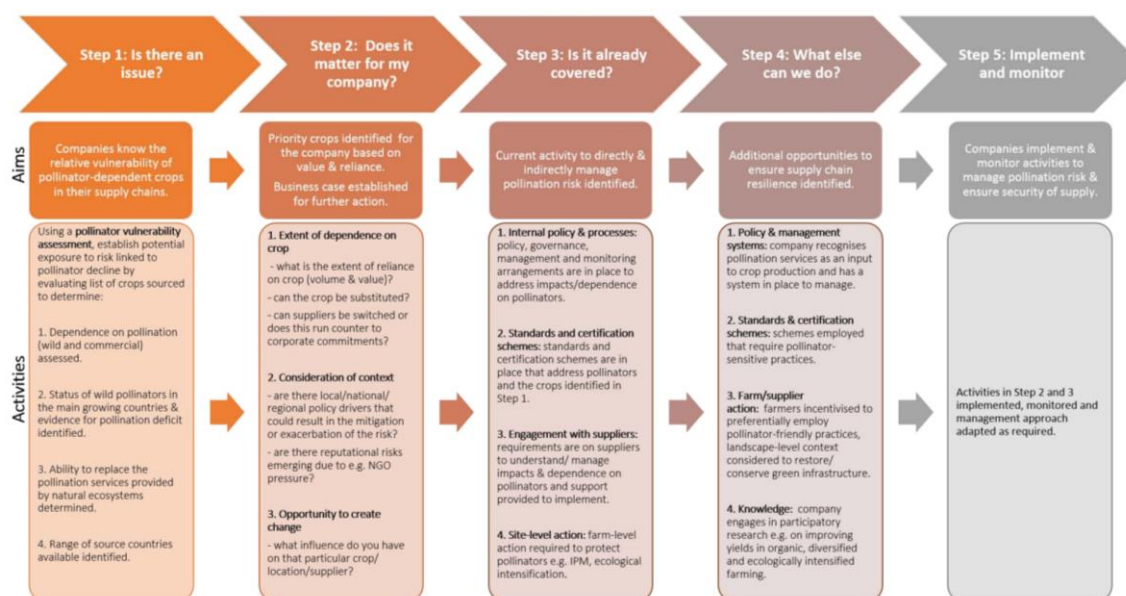 Step 1: Is there an
issue?
Step 2:  Does it
matter for my
company?
Step 3: Is it already
covered?
Step 4: What else
can we do?
Step 5: Implement
and monitor
Aims
Companies know the
relative vulnerability of
pollinator-dependent crops
in their supply chains.
Priority crops identified for
the company based on
value & reliance.
Business case established
for further action.
Current activity to directly &
indirectly manage
pollination risk identified.
Additional opportunities to
ensure supply chain
resilience identified.
Companies implement &
monitor activities to
manage pollination risk &
ensure security of supply.
Activities
Using a pollinator vulnerability
assessment, establish potential
exposure to risk linked to
pollinator decline by
evaluating list of crops sourced
to determine:
1. Dependence on pollination
(wild and commercial)
assessed.
2. Status of wild pollinators in
the main growing countries &
evidence for pollination deficit
identified.
3. Ability to replace the
pollination services provided
by natural ecosystems
determined.
4. Range of source countries
available identified.
1. Extent of dependence on
crop
- what is the extent of reliance
on crop (volume & value)?
- can the crop be substituted?
- can suppliers be switched or
does this run counter to
corporate commitments?
2. Consideration of context
- are there local/national/
regional policy drivers that
could result in the mitigation
or exacerbation of the risk?
- are there reputational risks
emerging due to e.g. NGO
pressure?
3. Opportunity to create
change
- what influence do you have
on that particular crop/
location/supplier?
1. Internal policy & processes:
policy, governance,
management and monitoring
arrangements are in place to
address impacts/dependence
on pollinators.
2. Standards and certification
schemes: standards and
certification schemes are in
place that address pollinators
and the crops identified in
Step 1.
3. Engagement with suppliers:
requirements are on suppliers
to understand/ manage
impacts & dependence on
pollinators and support
provided to implement.
4. Site-level action: farm-level
action required to protect
pollinators e.g. IPM, ecological
intensification.
1. Policy & management
systems: company recognises
pollination services as an input
to crop production and has a
system in place to manage.
2. Standards & certification
schemes: schemes employed
that require pollinator-
sensitive practices.
3. Farm/supplier
action: farmers incentivised to
preferentially employ
pollinator-friendly practices,
landscape-level context
considered to restore/
conserve green infrastructure.
4. Knowledge:  company
engages in participatory
research e.g. on improving
yields in organic, diversified
and ecologically intensified
farming.
Activities in Step 2 and 3
implemented, monitored and
management approach
adapted as required.